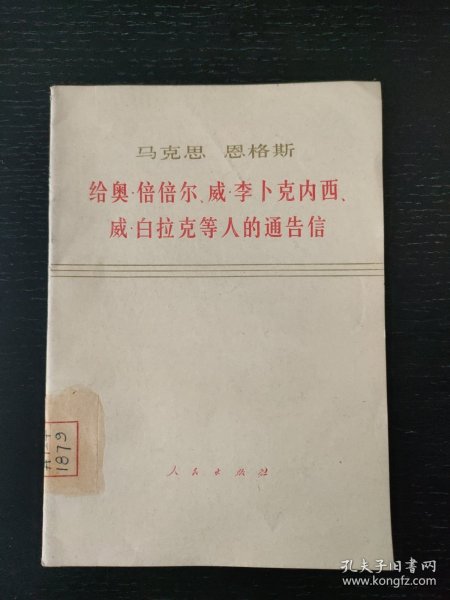 马克思 恩格斯
给奥·倍倍尔、威·李卜克内西、
威·白拉克等人的通告信
1879
人民出版社
孔夫子旧书网
www.kongfz.com